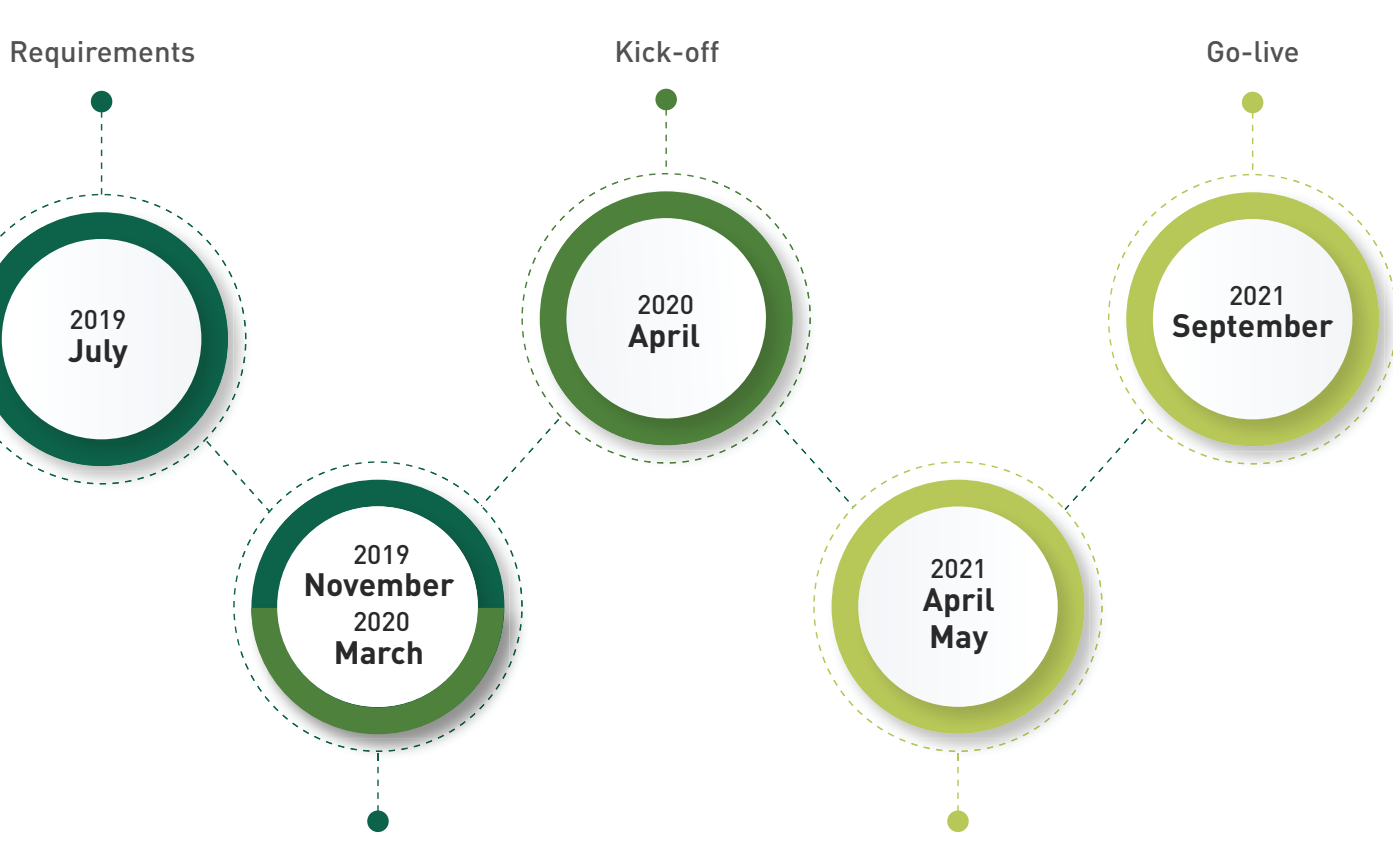 Requirements
Kick-off
Go-live
2019
July
2020
April
2021
September
2019
November
2020
March
2021
April
May